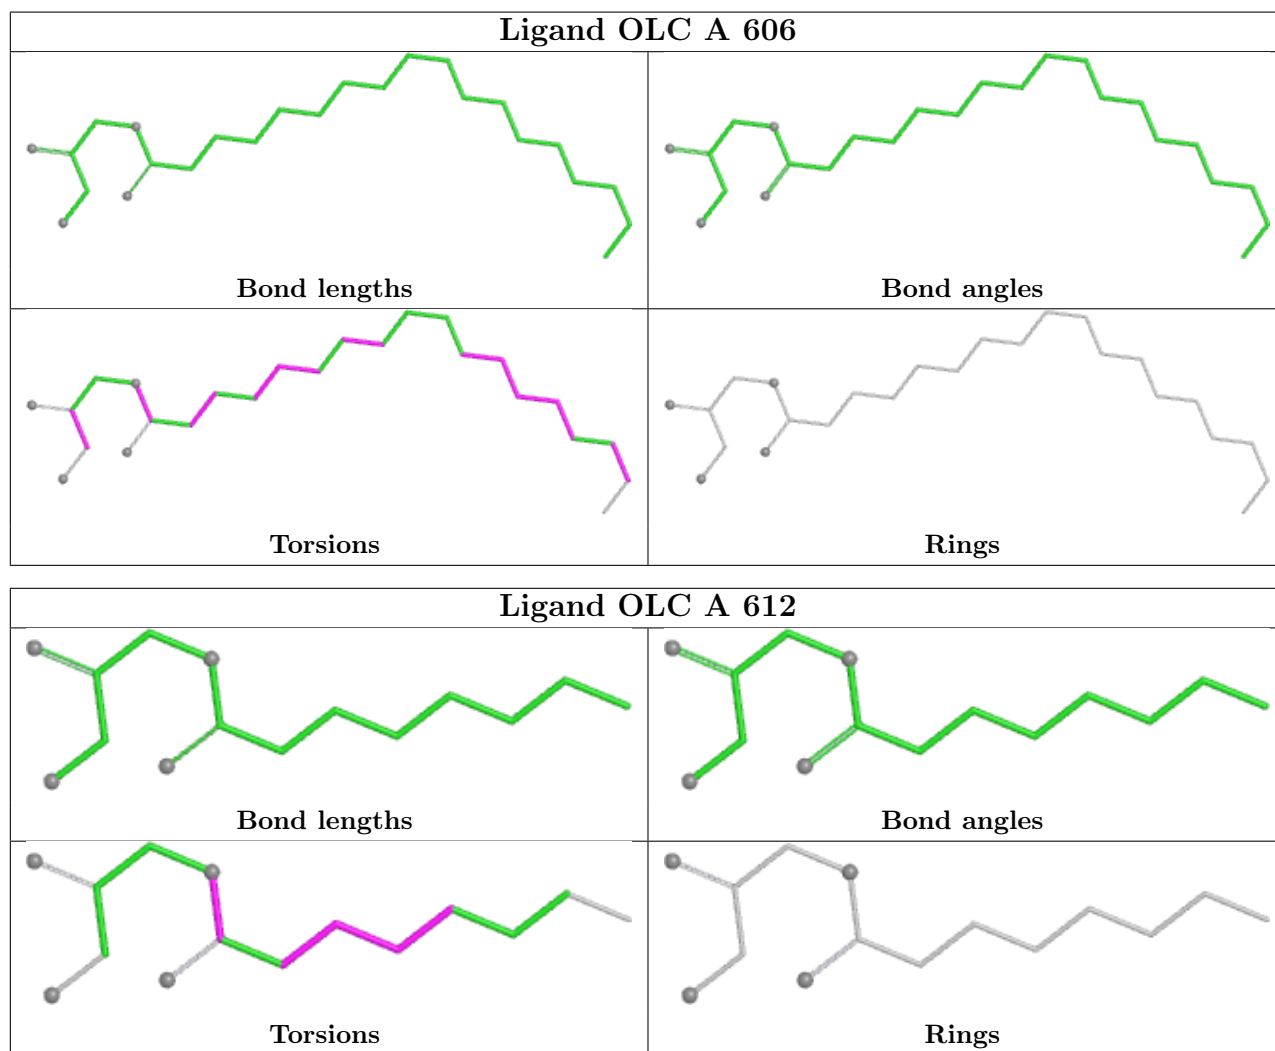 Ligand OLC A 606
Bond lengths
Bond angles
Torsions
Rings
Ligand OLC A 612
Bond lengths
Bond angles
Torsions
Rings